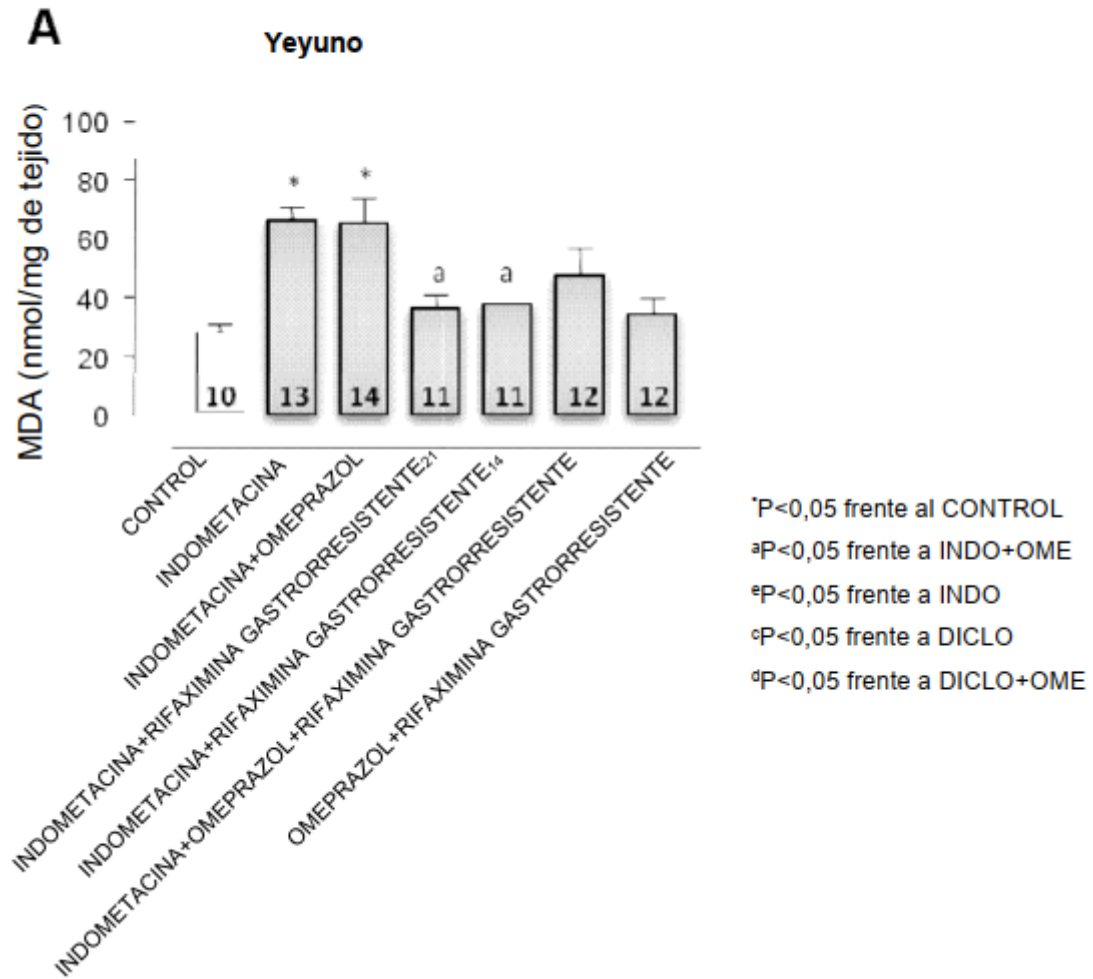 A
Yeyuno
MDA (nmol/mg de tejido)
100
80
60
40
20
0
* * a a
10 13 14 11 11 12 12
CONTROL
INDOMETACINA
INDOMETACINA+OMEPRAZOL
INDOMETACINA+RIFAXIMINA GASTRORRESISTENTE21
INDOMETACINA+RIFAXIMINA GASTRORRESISTENTE14
INDOMETACINA+OMEPRAZOL+RIFAXIMINA GASTRORRESISTENTE
OMEPRAZOL+RIFAXIMINA GASTRORRESISTENTE
*P<0,05 frente al CONTROL
aP<0,05 frente a INDO+OME
eP<0,05 frente a INDO
cP<0,05 frente a DICLO
dP<0,05 frente a DICLO+OME